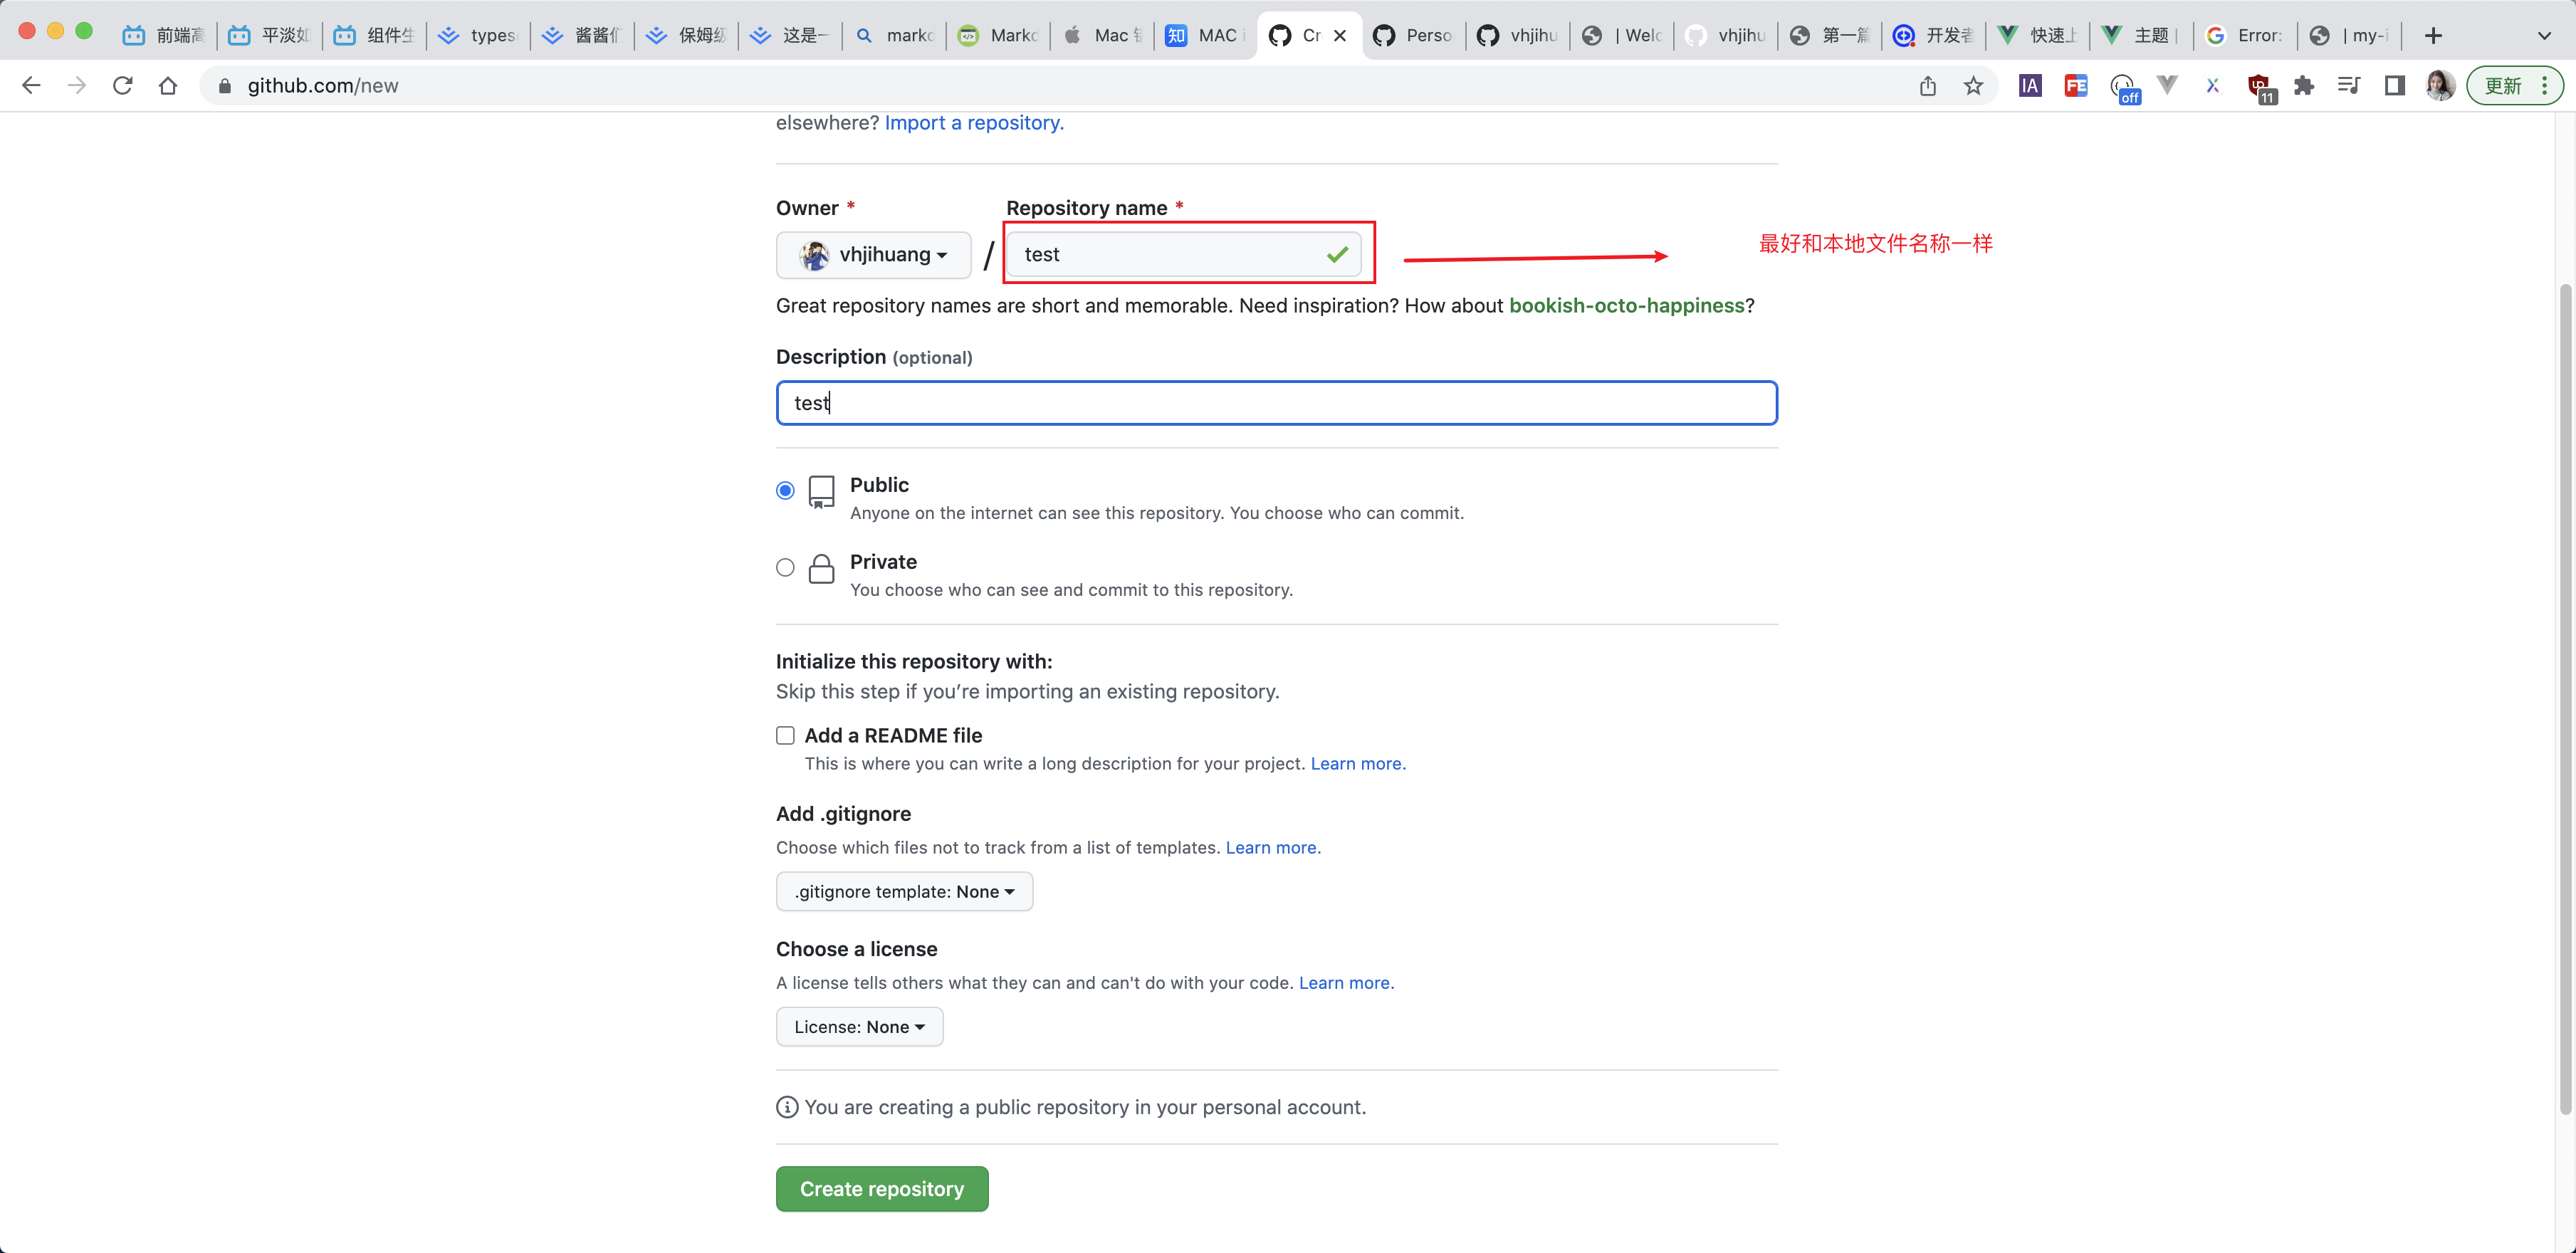 前端高
平淡如
组件生
types
酱酱们
保姆级
这是一
markd
Markd
Mac
MAC
Cr
Perso
vhjihu
| Welc
vhjihu
第一篇
开发者
快速上
主题 |
Error:
| my-i
github.com/new
IA
FE
off
11
更新
elsewhere? Import a repository.
Owner *
Repository name *
vhjihuang
/
test
最好和本地文件名称一样
Great repository names are short and memorable. Need inspiration? How about bookish-octo-happiness?
Description (optional)
test
Public
Anyone on the internet can see this repository. You choose who can commit.
Private
You choose who can see and commit to this repository.
Initialize this repository with:
Skip this step if you’re importing an existing repository.
Add a README file
This is where you can write a long description for your project. Learn more.
Add .gitignore
Choose which files not to track from a list of templates. Learn more.
.gitignore template: None
Choose a license
A license tells others what they can and can't do with your code. Learn more.
License: None
You are creating a public repository in your personal account.
Create repository